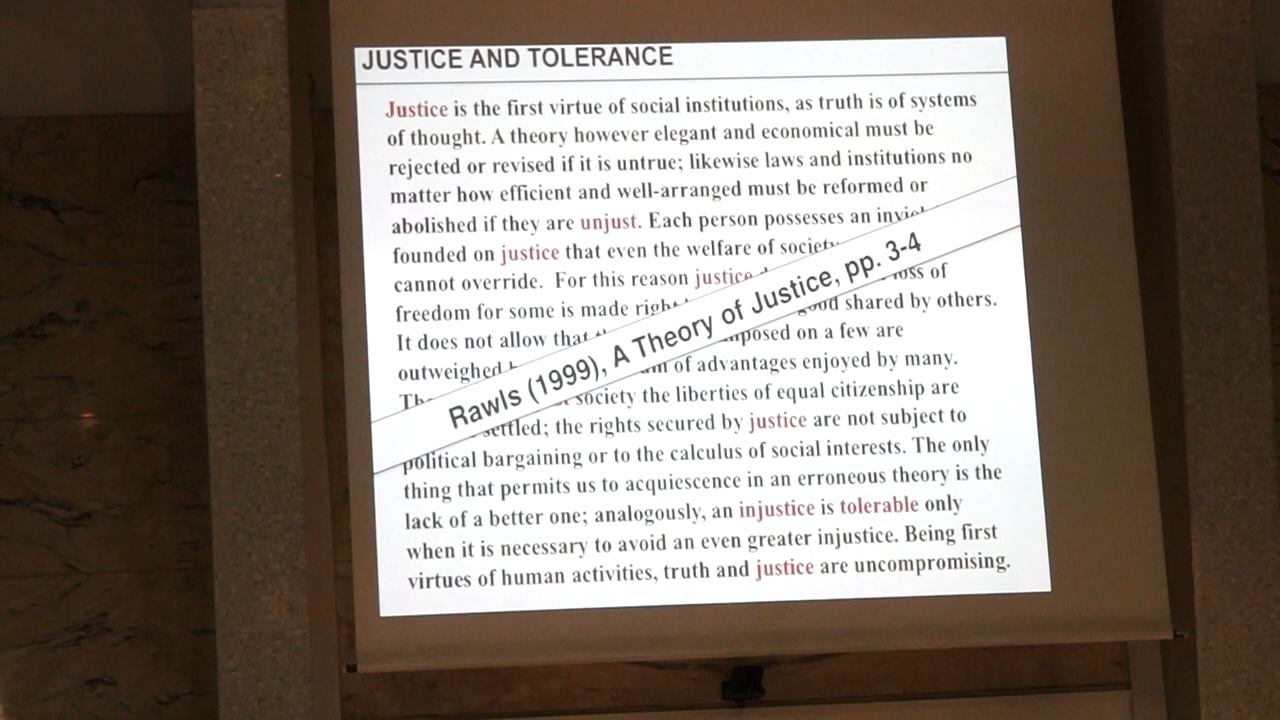 JUSTICE AND TOLERANCE
Justice is the first virtue of social institutions, as truth is of systems
of thought. A theory however elegant and economical must be
rejected or revised if it is untrue; likewise laws and institutions no
matter how efficient and well-arranged must be reformed or
abolished if they are unjust. Each person possesses an
founded on justice that even the welfare of society
cannot override. For this reason justice loss of
freedom for some is made right good shared by others.
It does not allow that imposed on a few are
outweighed of advantages enjoyed by many.
society the liberties of equal citizenship are
settled; the rights secured by justice are not subject to
political bargaining or to the calculus of social interests. The only
thing that permits us to acquiescence in an erroneous theory is the
lack of a better one; analogously, an injustice is tolerable only
when it is necessary to avoid an even greater injustice. Being first
virtues of human activities, truth and justice are uncompromising.
Rawls (1999), A Theory of Justice, pp. 3-4